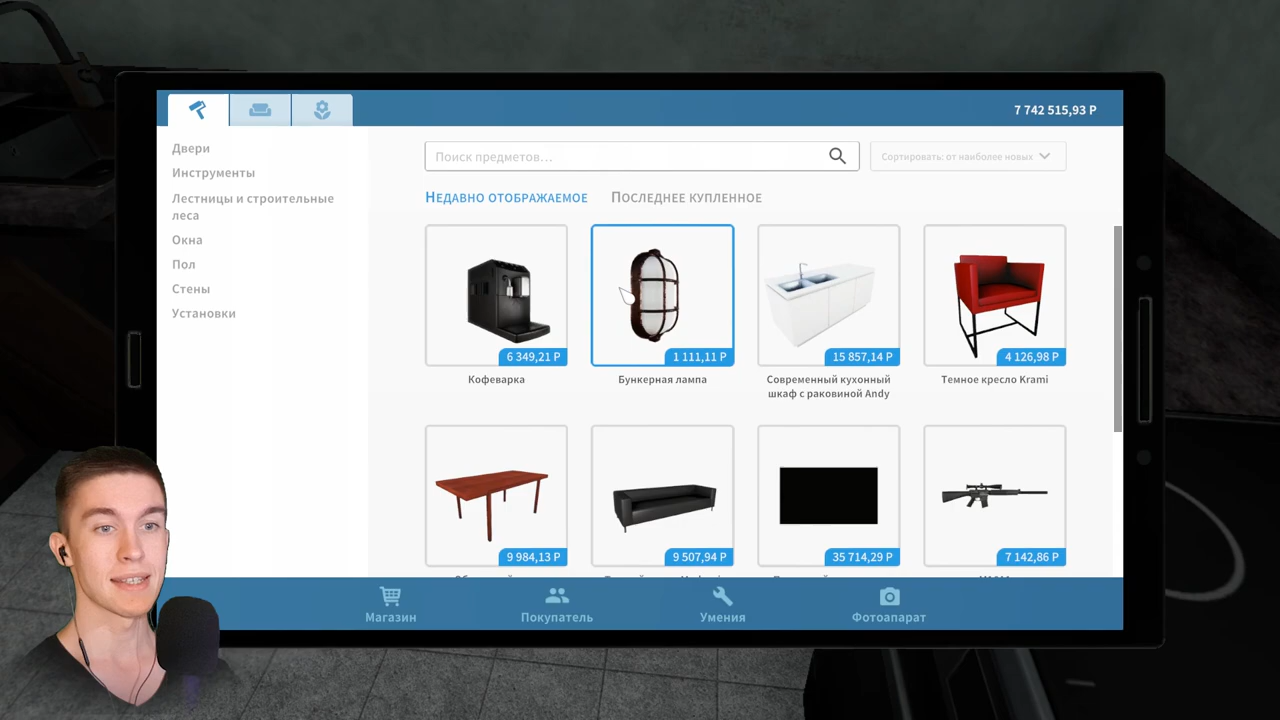 7 742 515,93 Р
Двери
Инструменты
Лестницы и строительные
леса
Окна
Пол
Стены
Установки
Поиск предметов...
Сортировать: от наиболее новых
НЕДАВНО ОТОБРАЖАЕМОЕ
ПОСЛЕДНЕЕ КУПЛЕННОЕ
6 349,21 Р
1 111,11 Р
15 857,14 Р
4 126,98 Р
Кофеварка
Бункерная лампа
Современный кухонный
шкаф с раковиной Andy
Темное кресло Krami
9 984,13 Р
9 507,94 Р
35 714,29 Р
7 142,86 Р
Магазин
Покупатель
Умения
Фотоапарат